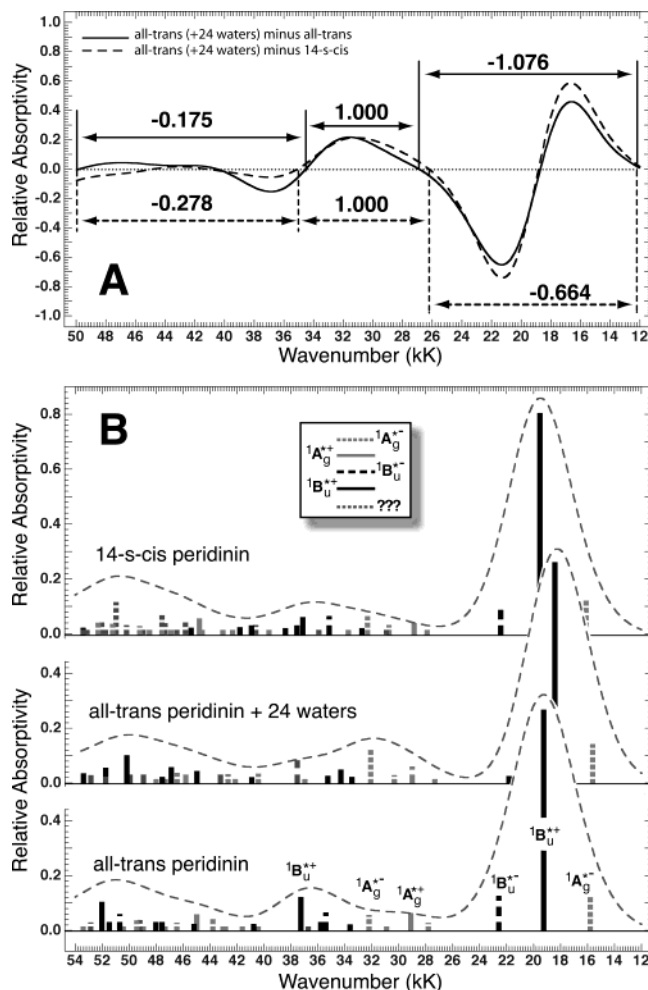 all-trans (+24 waters) minus all-trans
all-trans (+24 waters) minus 14-s-cis
Relative Absorptivity
1.0
0.8
0.6
0.4
0.2
0.0
-0.2
-0.4
-0.6
-0.8
-1.0
-0.175
1.000
-1.076
-0.278
1.000
-0.664
A
50 48 46 44 42 40 38 36 34 32 30 28 26 24 22 20 18 16 14 12
Wavenumber (kK)
B
¹Ag*-
¹Ag*+
¹Bu*-
¹Bu*+
???
Relative Absorptivity
0.8
0.6
0.4
0.2
0.0
14-s-cis peridinin
Relative Absorptivity
0.2
0.0
all-trans peridinin + 24 waters
Relative Absorptivity
0.2
0.0
all-trans peridinin
¹Bu*+
¹Ag*-
¹Ag*+
¹Bu*-
¹Bu*+
¹Ag*-
54 52 50 48 46 44 42 40 38 36 34 32 30 28 26 24 22 20 18 16 14 12
Wavenumber (kK)